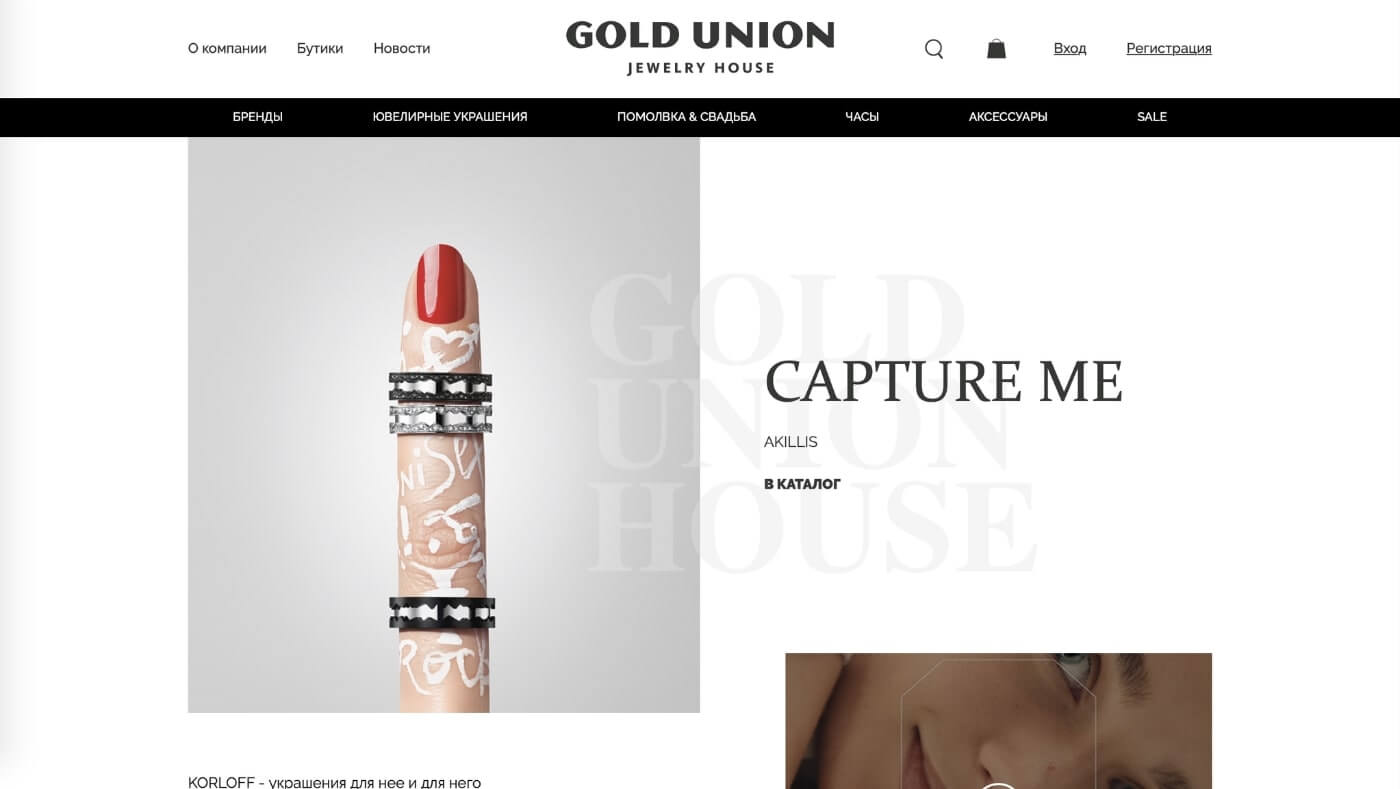 О компании
Бутики
Новости
GOLD UNION
JEWELRY HOUSE
Вход
Регистрация
БРЕНДЫ
ЮВЕЛИРНЫЕ УКРАШЕНИЯ
ПОМОЛВКА & СВАДЬБА
ЧАСЫ
АКСЕССУАРЫ
SALE
GOLD
UNION
HOUSE
CAPTURE ME
AKILLIS
В КАТАЛОГ
KORLOFF - украшения для нее и для него